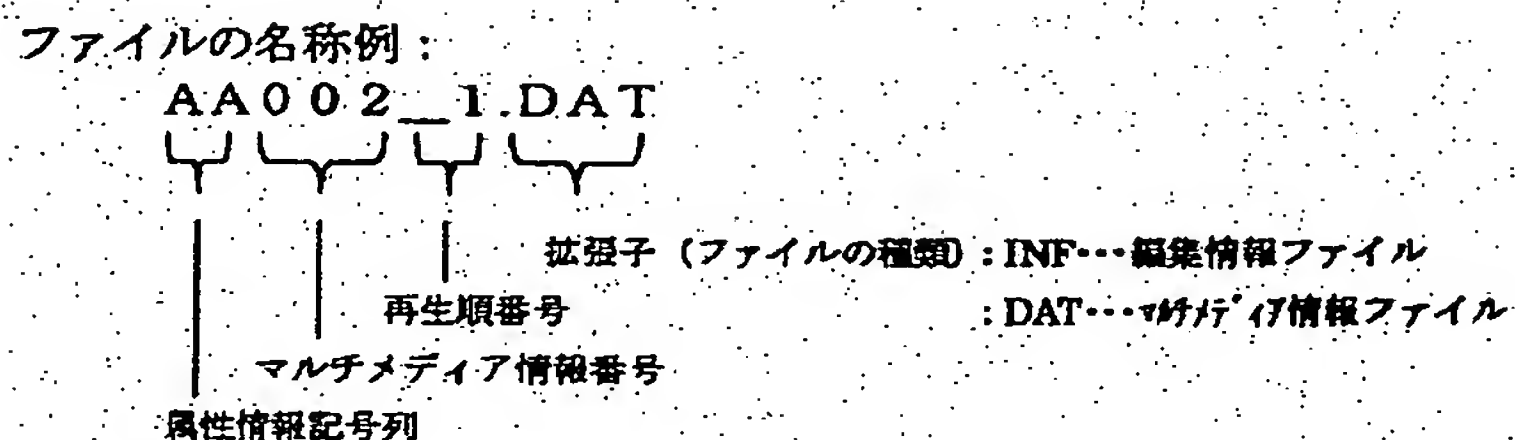 ファイルの名称例:
AA002_1.DAT
拡張子(ファイルの種類):INF・・・編集情報ファイル
再生順番号
:DAT・・・ﾏﾙﾁﾒﾃﾞｨｱ情報ファイル
マルチメディア情報番号
属性情報記号列